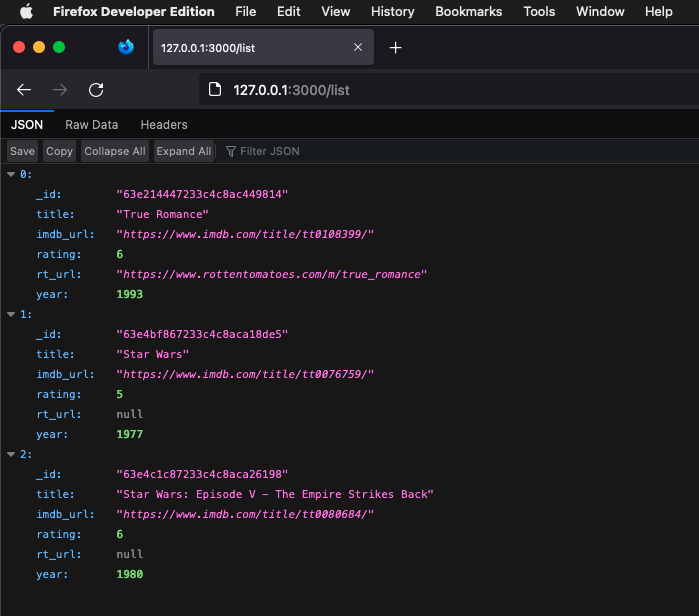 Firefox Developer Edition File Edit View History Bookmarks Tools Window Help
127.0.0.1:3000/list
127.0.0.1:3000/list
JSON Raw Data Headers
Save Copy Collapse All Expand All Filter JSON
0:
_id: "63e214447233c4c8ac449814"
title: "True Romance"
imdb_url: "https://www.imdb.com/title/tt0108399/"
rating: 6
rt_url: "https://www.rottentomatoes.com/m/true_romance"
year: 1993
1:
_id: "63e4bf867233c4c8aca18de5"
title: "Star Wars"
imdb_url: "https://www.imdb.com/title/tt0076759/"
rating: 5
rt_url: null
year: 1977
2:
_id: "63e4c1c87233c4c8aca26198"
title: "Star Wars: Episode V – The Empire Strikes Back"
imdb_url: "https://www.imdb.com/title/tt0080684/"
rating: 6
rt_url: null
year: 1980